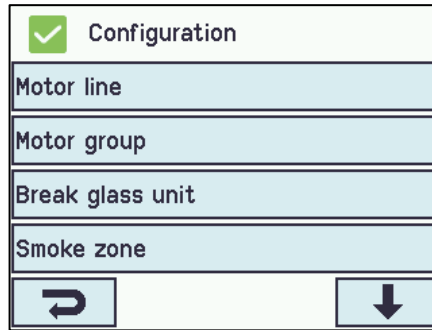 Configuration
Motor line
Motor group
Break glass unit
Smoke zone